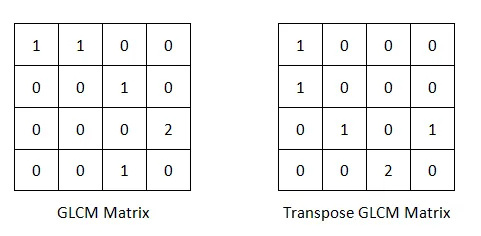 1 1 0 0 1 0 0 0
0 0 1 0 1 0 0 0
0 0 0 2 0 1 0 1
0 0 1 0 0 0 2 0
GLCM Matrix Transpose GLCM Matrix